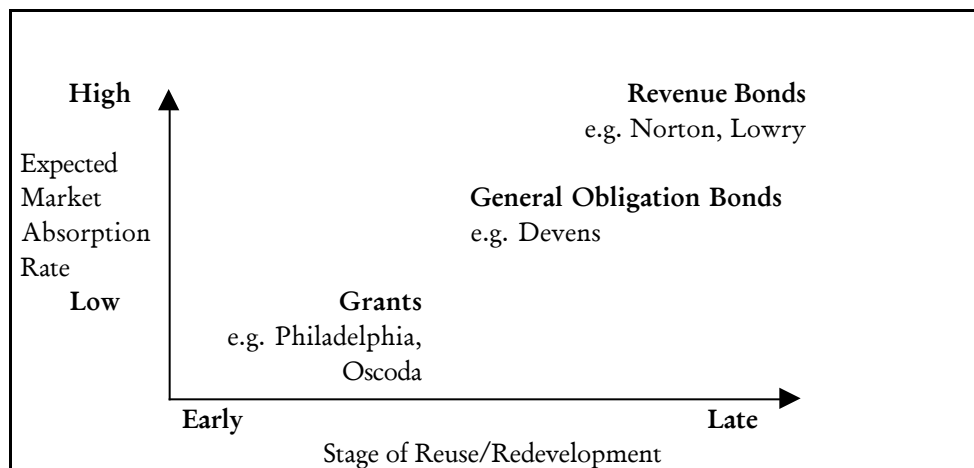 High
Revenue Bonds
e.g. Norton, Lowry
Expected
Market
Absorption
Rate
General Obligation Bonds
e.g. Devens
Low
Grants
e.g. Philadelphia,
Oscoda
Early
Late
Stage of Reuse/Redevelopment